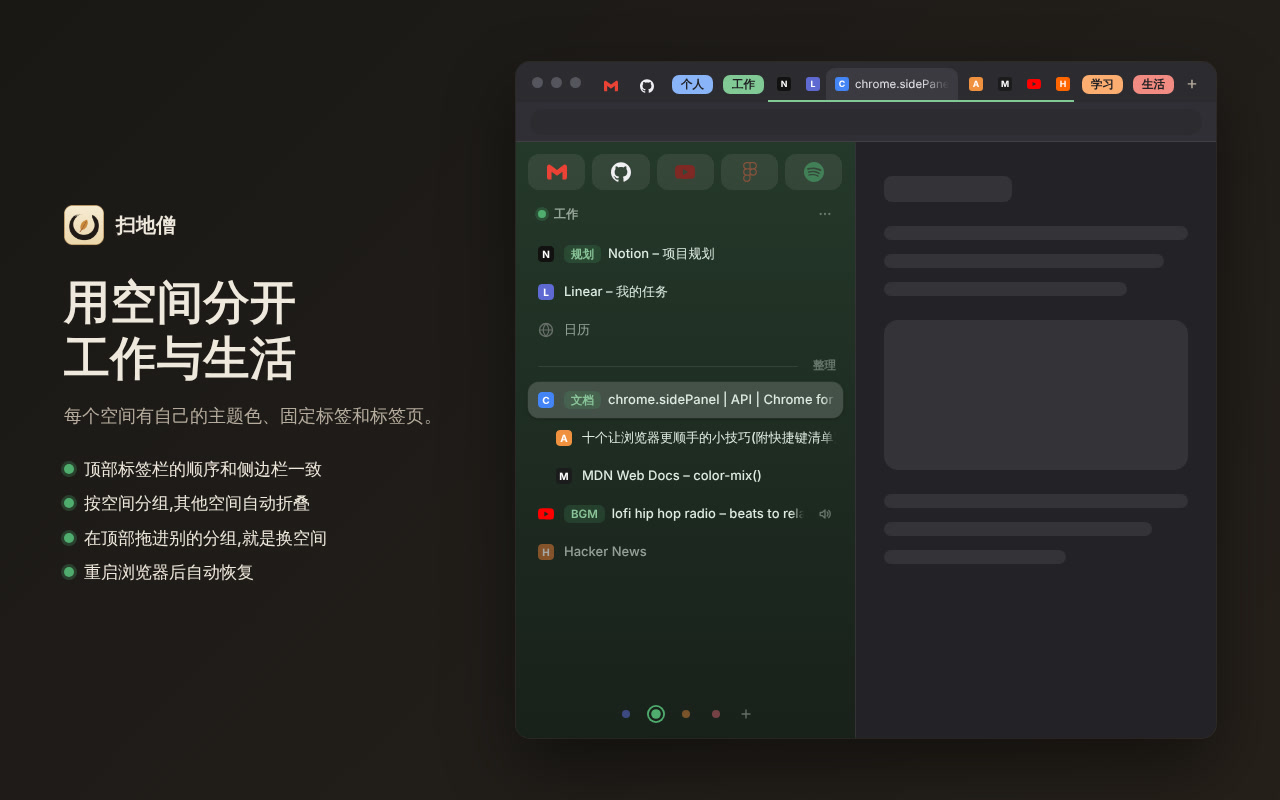 扫地僧
用空间分开
工作与生活
每个空间有自己的主题色、固定标签和标签页。
顶部标签栏的顺序和侧边栏一致
按空间分组,其他空间自动折叠
在顶部拖进别的分组,就是换空间
重启浏览器后自动恢复
个人 工作 N L C chrome.sidePan A M H 学习 生活 +
工作 ···
N 规划 Notion – 项目规划
L Linear – 我的任务
日历
整理
C 文档 chrome.sidePanel | API | Chrome for
A 十个让浏览器更顺手的小技巧(附快捷键清单
M MDN Web Docs – color-mix()
BGM lofi hip hop radio – beats to rela
H Hacker News
+